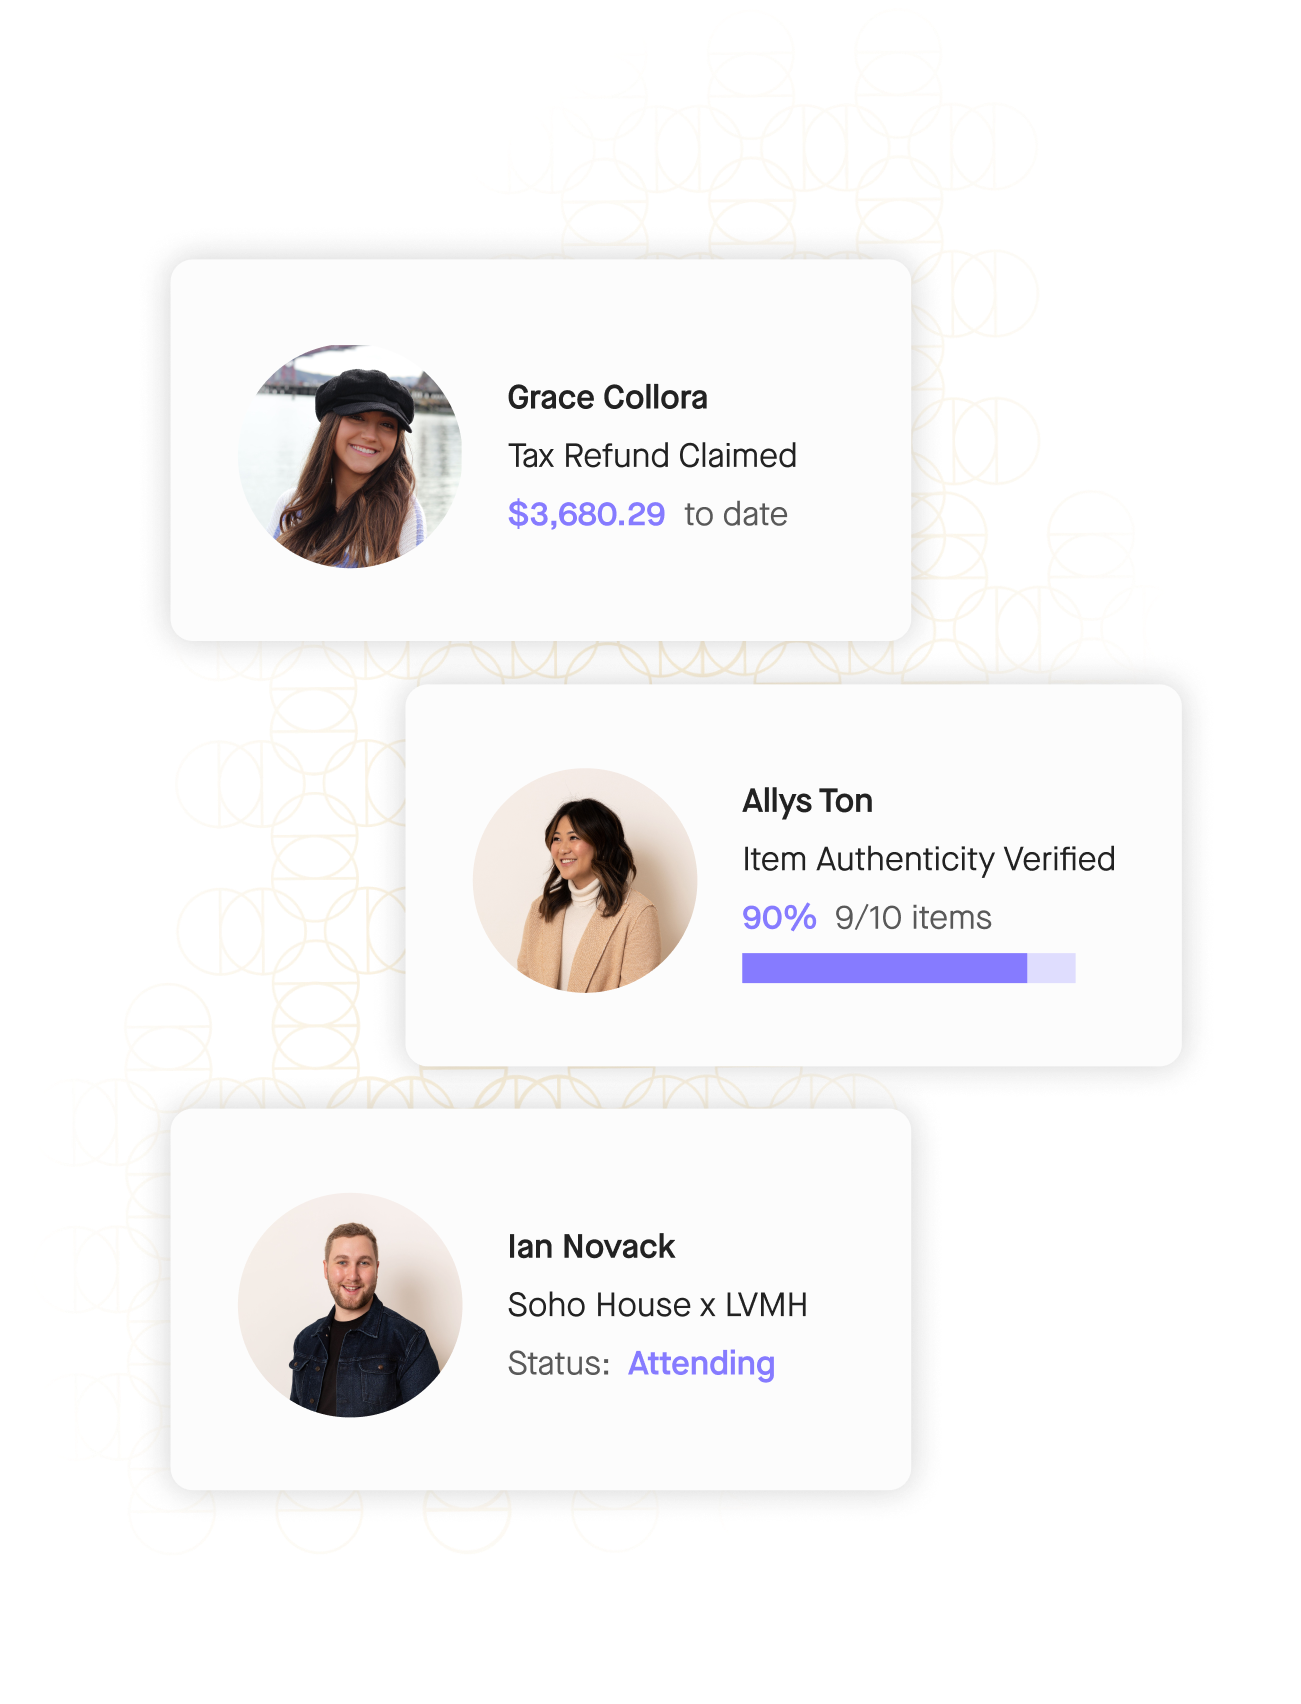 Grace Collora
Tax Refund Claimed
$3,680.29 to date
Allys Ton
Item Authenticity Verified
90% 9/10 items
Ian Novack
Soho House x LVMH
Status: Attending